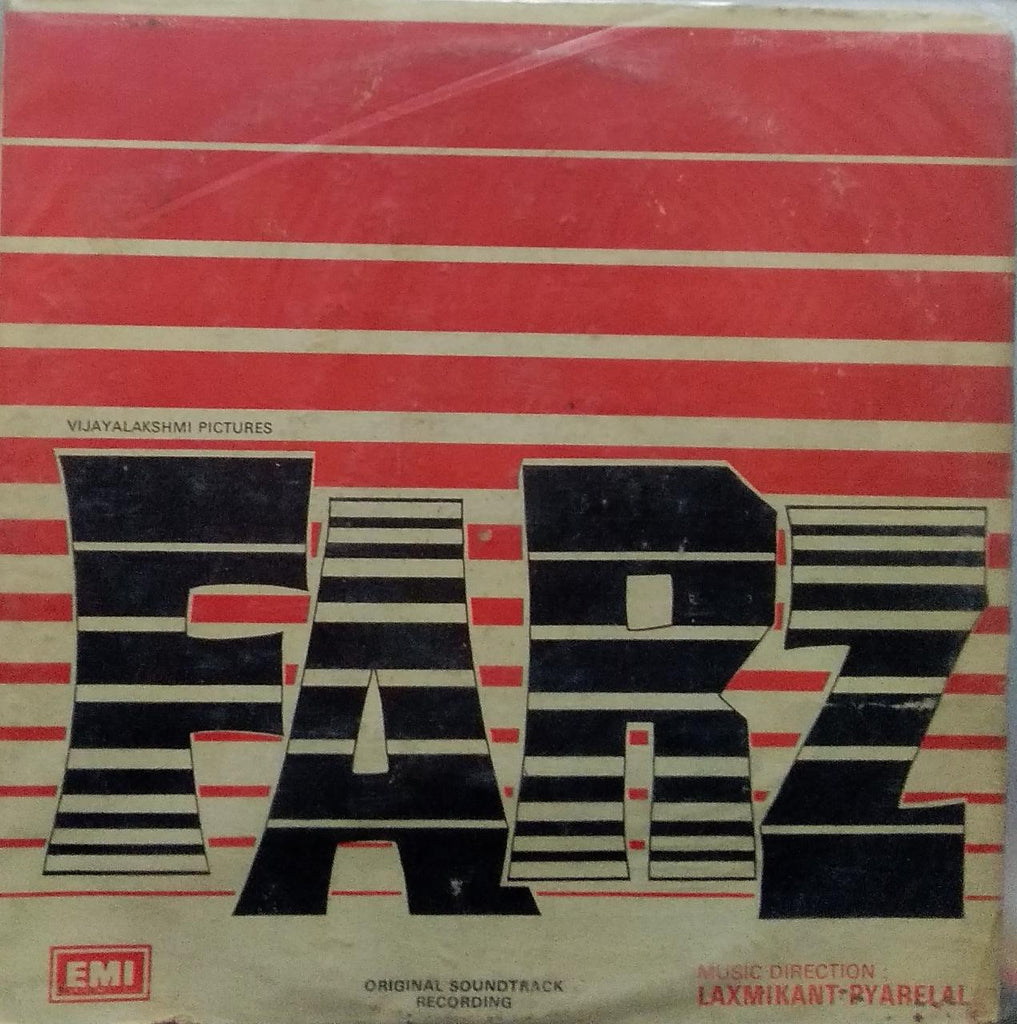 VIJAYALAKSHMI PICTURES
FARZ
EMI
ORIGINAL SOUNDTRACK
RECORDING
MUSIC DIRECTION :
LAXMIKANT-PYARELAL